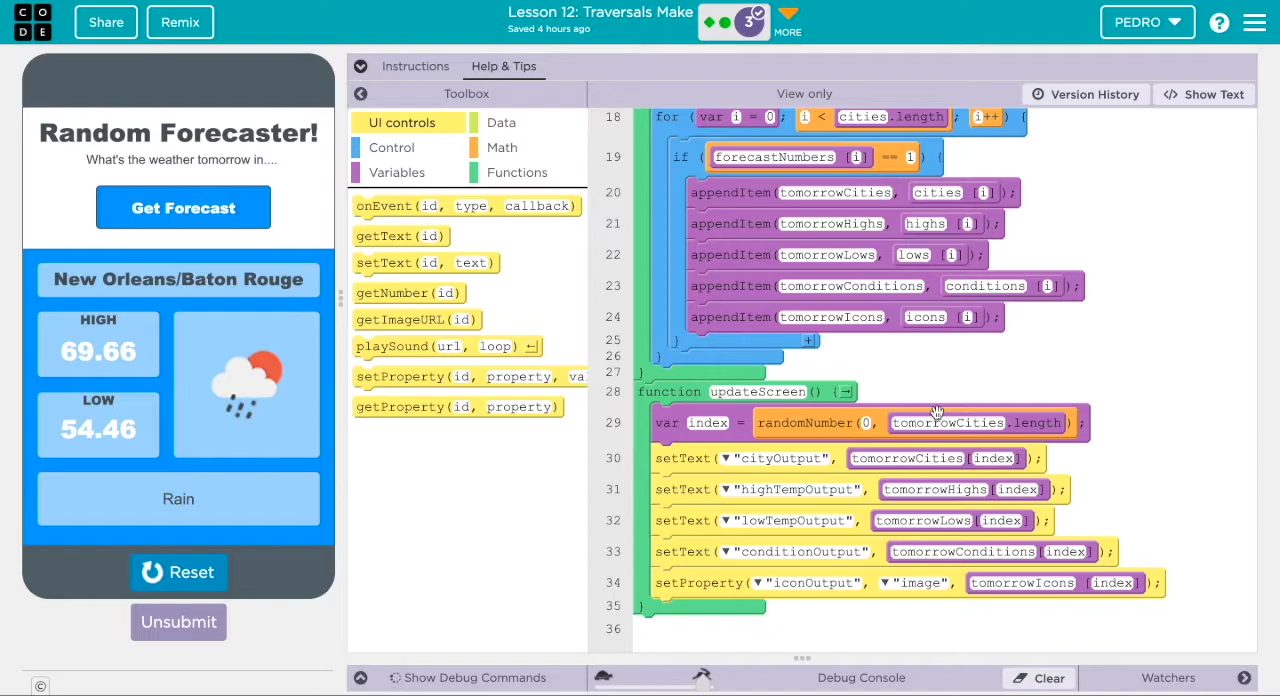 C O D E
Share
Remix
Lesson 12: Traversals Make
Saved 4 hours ago
3
MORE
PEDRO
?
Random Forecaster!
What's the weather tomorrow in....
Get Forecast
New Orleans/Baton Rouge
HIGH
69.66
LOW
54.46
Rain
Reset
Unsubmit
©
Instructions
Help & Tips
Toolbox
View only
Version History
</> Show Text
UI controls
Data
Control
Math
Variables
Functions
onEvent(id, type, callback)
getText(id)
setText(id, text)
getNumber(id)
getImageURL(id)
playSound(url, loop)
setProperty(id, property, val
getProperty(id, property)
18 for (var i = 0; i < cities.length; i++) {
19 if (forecastNumbers [i] == 1) {
20 appendItem(tomorrowCities, cities [i]);
21 appendItem(tomorrowHighs, highs [i]);
22 appendItem(tomorrowLows, lows [i]);
23 appendItem(tomorrowConditions, conditions [i]);
24 appendItem(tomorrowIcons, icons [i]);
25 } +
26 }
27 }
28 function updateScreen() {
29 var index = randomNumber(0, tomorrowCities.length);
30 setText("cityOutput", tomorrowCities[index]);
31 setText("highTempOutput", tomorrowHighs[index]);
32 setText("lowTempOutput", tomorrowLows[index]);
33 setText("conditionOutput", tomorrowConditions[index]);
34 setProperty("iconOutput", "image", tomorrowIcons [index]);
35 }
36
Show Debug Commands
Debug Console
Clear
Watchers